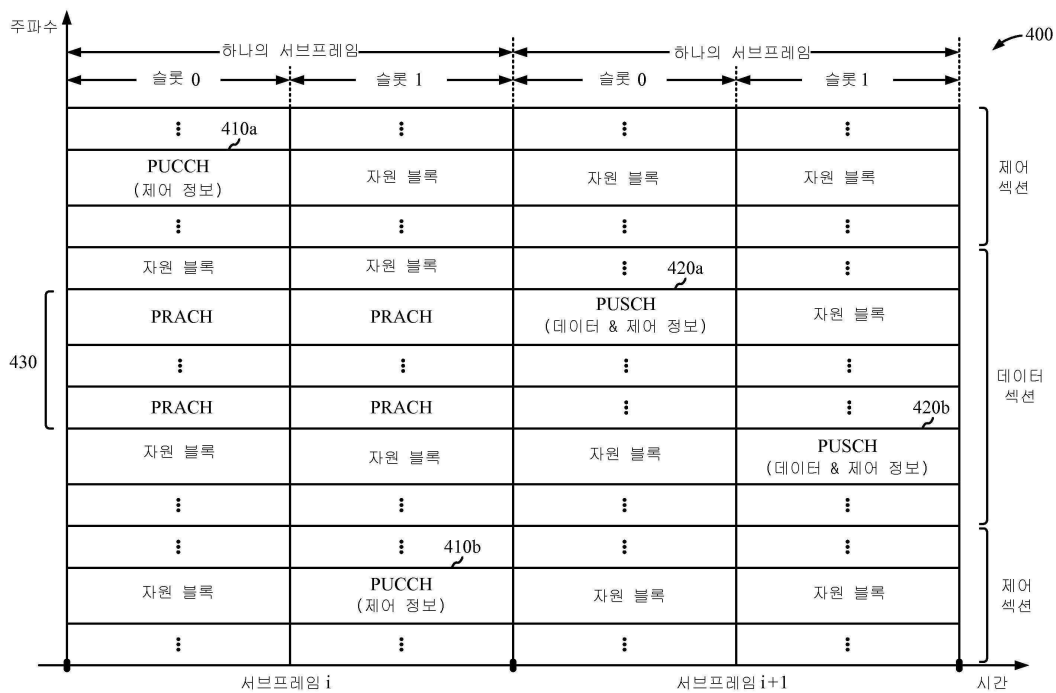 주파수
하나의 서브프레임
하나의 서브프레임
400
슬롯 0
슬롯 1
슬롯 0
슬롯 1
410a
PUCCH
(제어 정보)
자원 블록
자원 블록
자원 블록
제어
섹션
자원 블록
자원 블록
420a
PRACH
PRACH
PUSCH
(데이터 & 제어 정보)
자원 블록
430
데이터
섹션
PRACH
PRACH
420b
자원 블록
자원 블록
자원 블록
PUSCH
(데이터 & 제어 정보)
410b
자원 블록
PUCCH
(제어 정보)
자원 블록
자원 블록
제어
섹션
서브프레임 i
서브프레임 i+1
시간